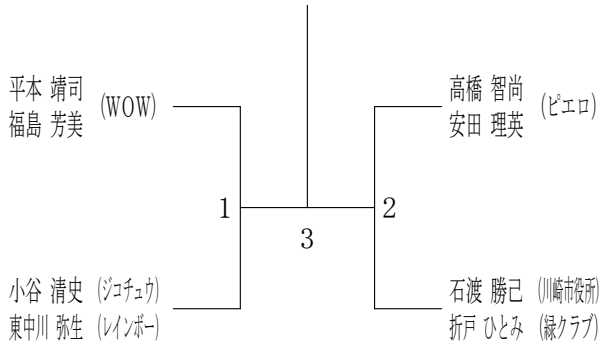 平本 靖司
福島 芳美
(WOW)
高橋 智尚
安田 理英
(ピエロ)
1
2
3
小谷 清史 (ジコチュウ)
東中川 弥生 (レインボー)
石渡 勝己 (川崎市役所)
折戸 ひとみ (緑クラブ)